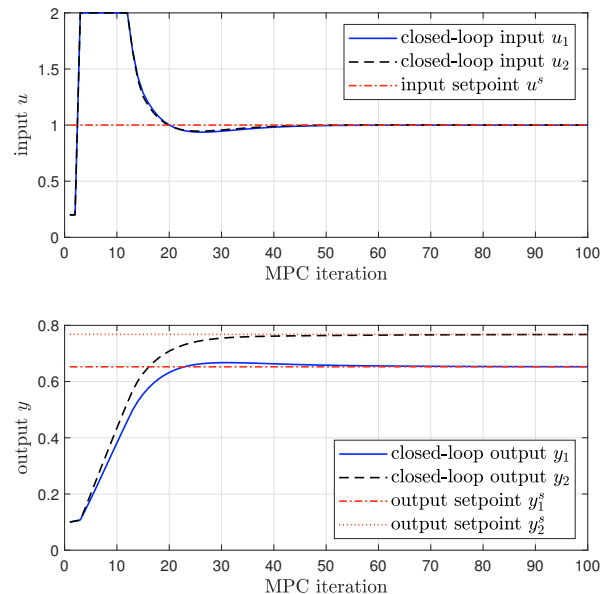 2
1.5
1
0.5
0
input u
0 10 20 30 40 50 60 70 80 90 100
MPC iteration
closed-loop input u₁
closed-loop input u₂
input setpoint uˢ
0.8
0.6
0.4
0.2
0
output y
0 10 20 30 40 50 60 70 80 90 100
MPC iteration
closed-loop output y₁
closed-loop output y₂
output setpoint y₁ˢ
output setpoint y₂ˢ